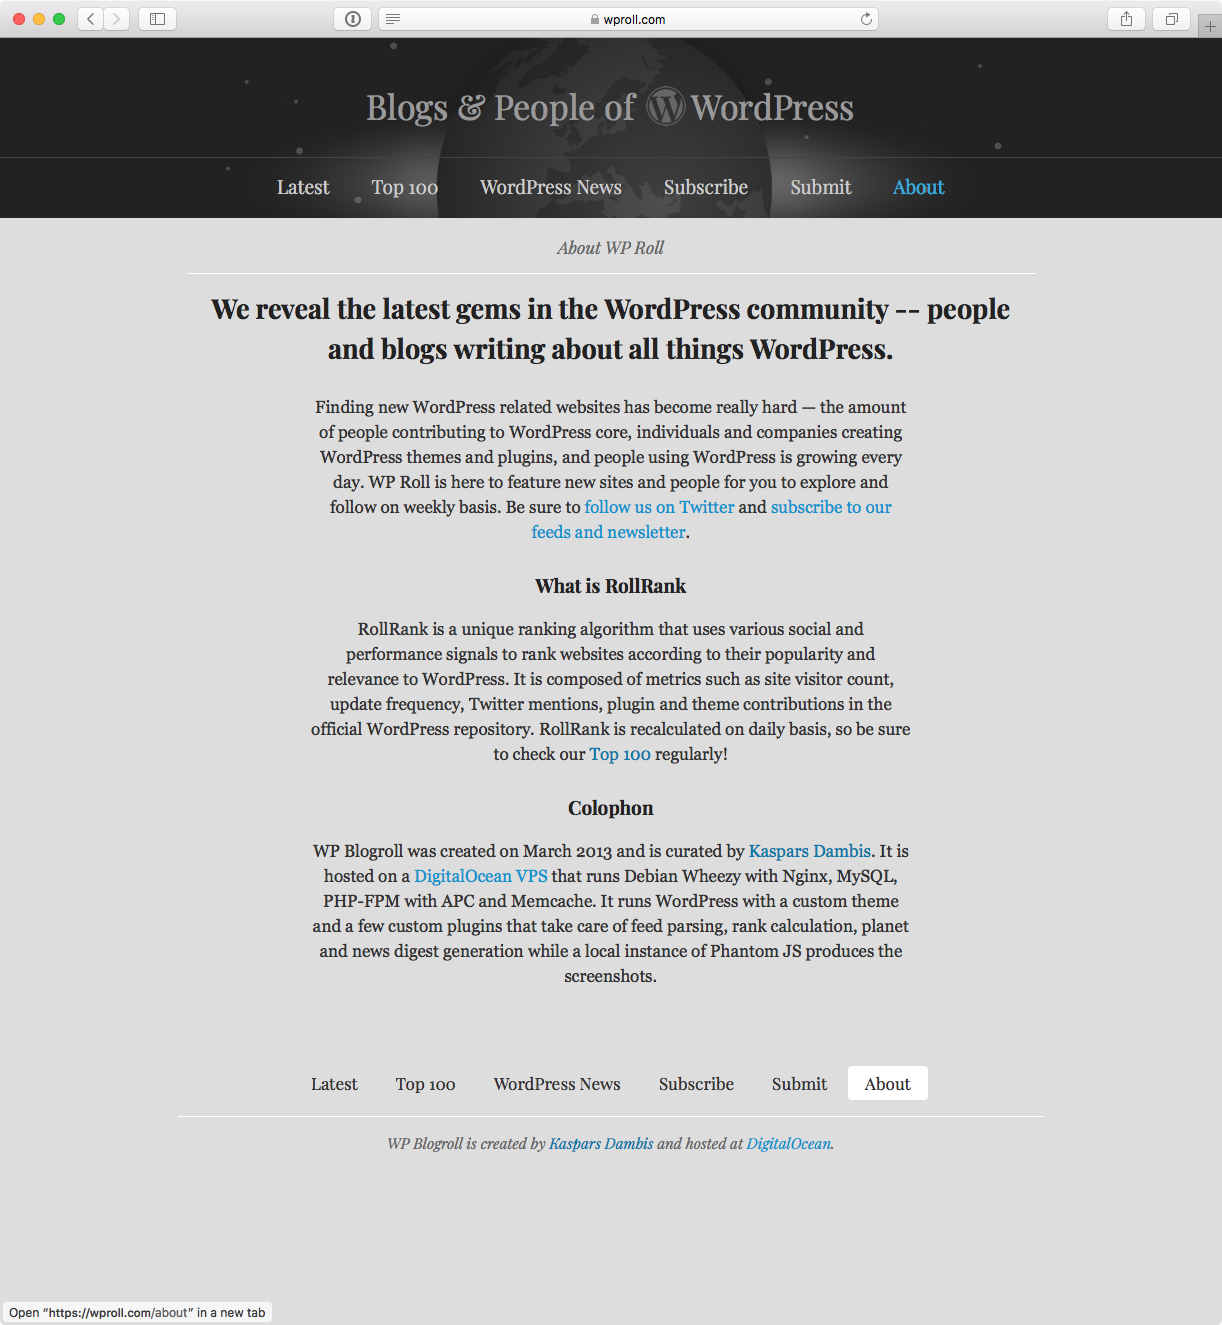 wproll.com
Blogs & People of WordPress
Latest Top 100 WordPress News Subscribe Submit About
About WP Roll
We reveal the latest gems in the WordPress community -- people
and blogs writing about all things WordPress.
Finding new WordPress related websites has become really hard — the amount
of people contributing to WordPress core, individuals and companies creating
WordPress themes and plugins, and people using WordPress is growing every
day. WP Roll is here to feature new sites and people for you to explore and
follow on weekly basis. Be sure to follow us on Twitter and subscribe to our
feeds and newsletter.
What is RollRank
RollRank is a unique ranking algorithm that uses various social and
performance signals to rank websites according to their popularity and
relevance to WordPress. It is composed of metrics such as site visitor count,
update frequency, Twitter mentions, plugin and theme contributions in the
official WordPress repository. RollRank is recalculated on daily basis, so be sure
to check our Top 100 regularly!
Colophon
WP Blogroll was created on March 2013 and is curated by Kaspars Dambis. It is
hosted on a DigitalOcean VPS that runs Debian Wheezy with Nginx, MySQL,
PHP-FPM with APC and Memcache. It runs WordPress with a custom theme
and a few custom plugins that take care of feed parsing, rank calculation, planet
and news digest generation while a local instance of Phantom JS produces the
screenshots.
Latest Top 100 WordPress News Subscribe Submit About
WP Blogroll is created by Kaspars Dambis and hosted at DigitalOcean.
Open “https://wproll.com/about” in a new tab